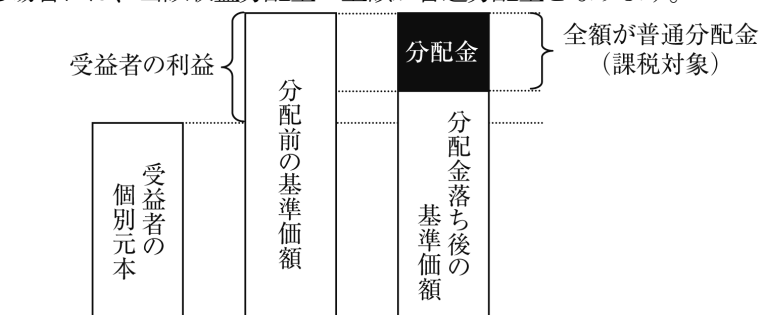 受益者の利益
分配金
全額が普通分配金
（課税対象）
受益者の
個別元本
分配前の基準価額
分配金落ち後の
基準価額